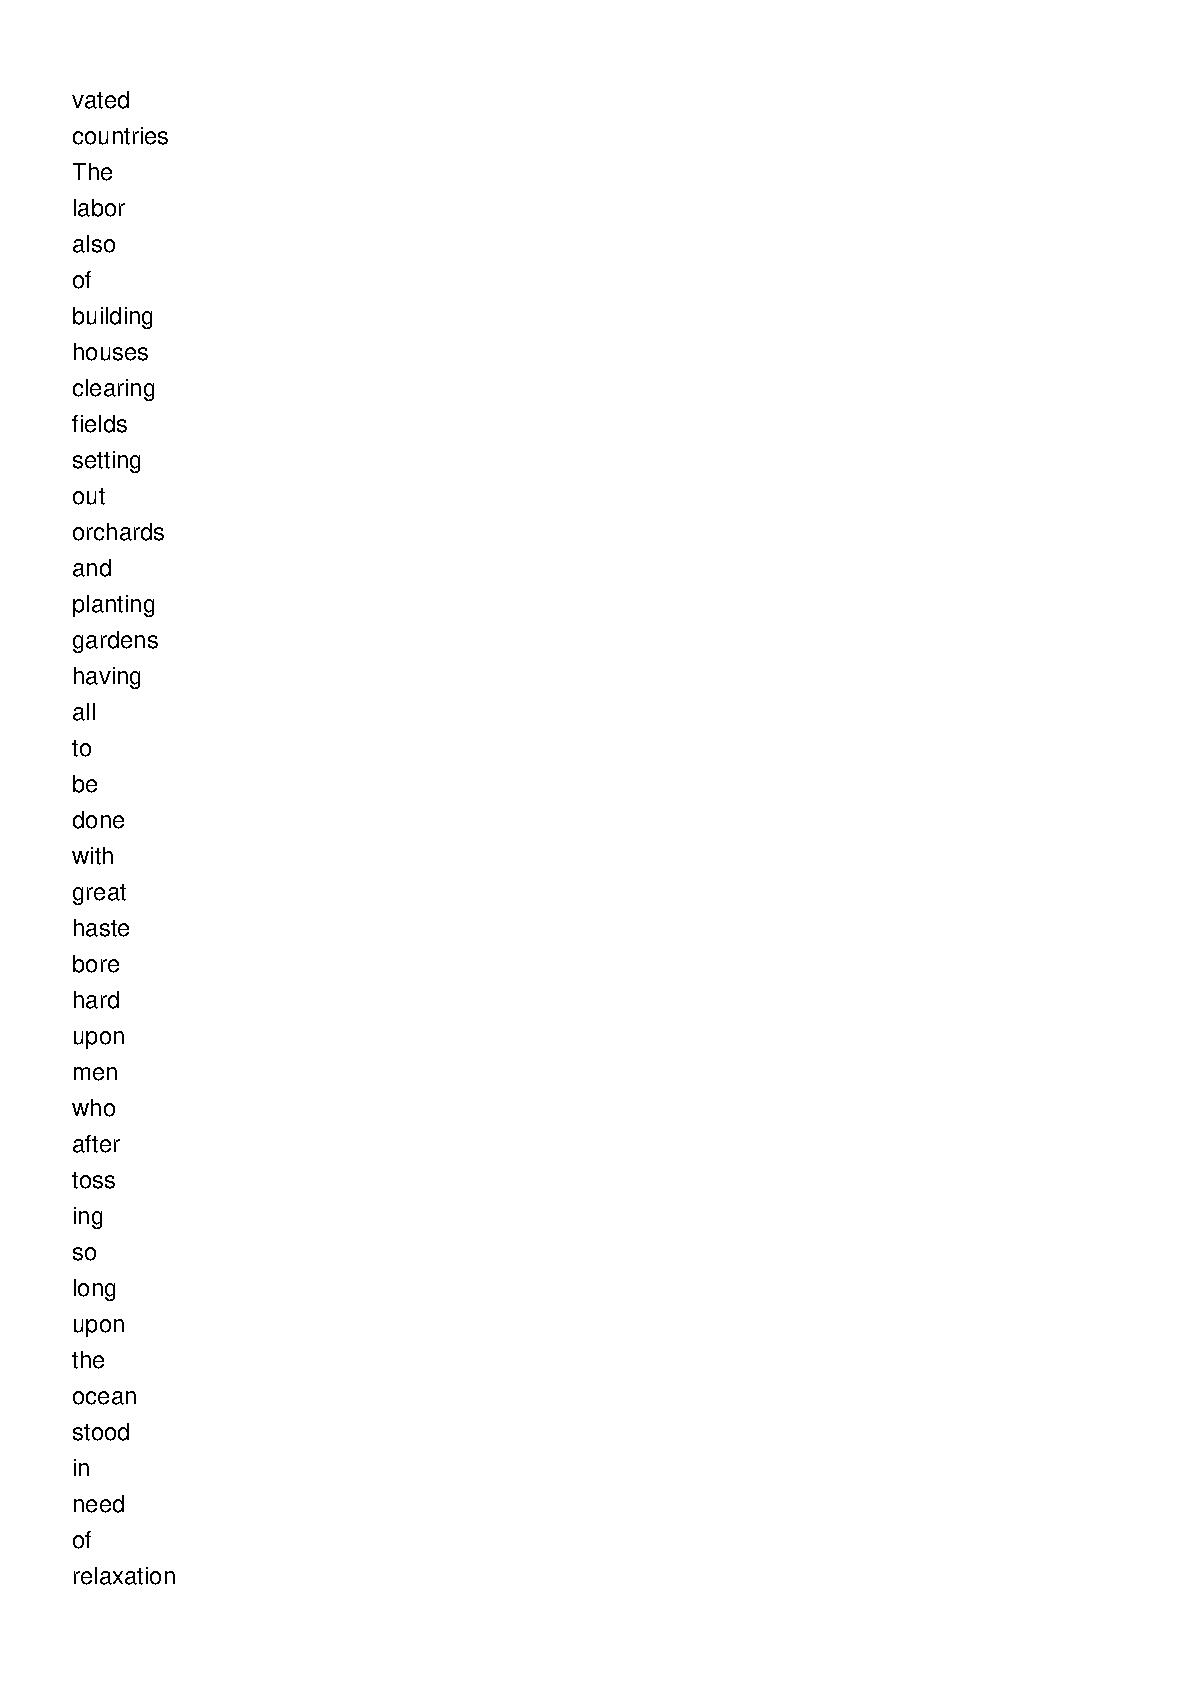 vated
countries
The
labor
also
of
building
houses
clearing
fields
setting
out
orchards
and
planting
gardens
having
all
to
be
done
with
great
haste
bore
hard
upon
men
who
after
toss
ing
so
long
upon
the
ocean
stood
in
need
of
relaxation